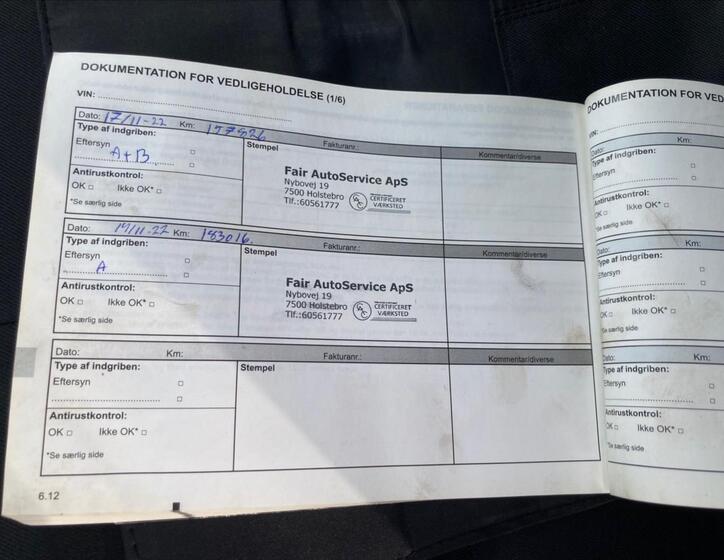 DOKUMENTATION FOR VEDLIGEHOLDELSE (1/6)
VIN:
Dato: 17/11-22 Km: 177826
Type af indgriben:
Stempel
Fakturanr.:
Kommentar/diverse
Eftersyn
A+B
Antirustkontrol:
OK Ikke OK*
*Se særlig side
Fair AutoService ApS
Nybovej 19
7500 Holstebro
Tlf.:60561777
CERTIFICERET
VÆRKSTED
Dato: Km: 183016
Type af indgriben:
Stempel
Fakturanr.:
Kommentar/diverse
Eftersyn
A
Antirustkontrol:
OK Ikke OK*
*Se særlig side
Fair AutoService ApS
Nybovej 19
7500 Holstebro
Tlf.:60561777
CERTIFICERET
VÆRKSTED
Dato: Km:
Fakturanr.:
Kommentar/diverse
Type af indgriben:
Stempel
Eftersyn
Antirustkontrol:
OK Ikke OK*
*Se særlig side
6.12
DOKUMENTATION FOR VED
VIN:
Dato: Km:
Type af indgriben:
Eftersyn
Antirustkontrol:
OK Ikke OK*
*Se særlig side
Dato: Km:
Type af indgriben:
Eftersyn
Antirustkontrol:
OK Ikke OK*
*Se særlig side
Dato: Km:
Type af indgriben:
Eftersyn
Antirustkontrol:
OK Ikke OK*
*Se særlig side